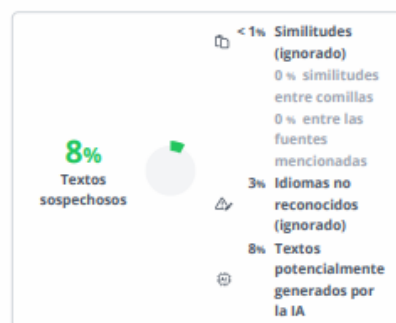 8%
Textos
sospechosos
< 1% Similitudes
(ignorado)
0 % similitudes
entre comillas
0 % entre las
fuentes
mencionadas
3% Idiomas no
reconocidos
(ignorado)
8% Textos
potencialmente
generados por
la IA